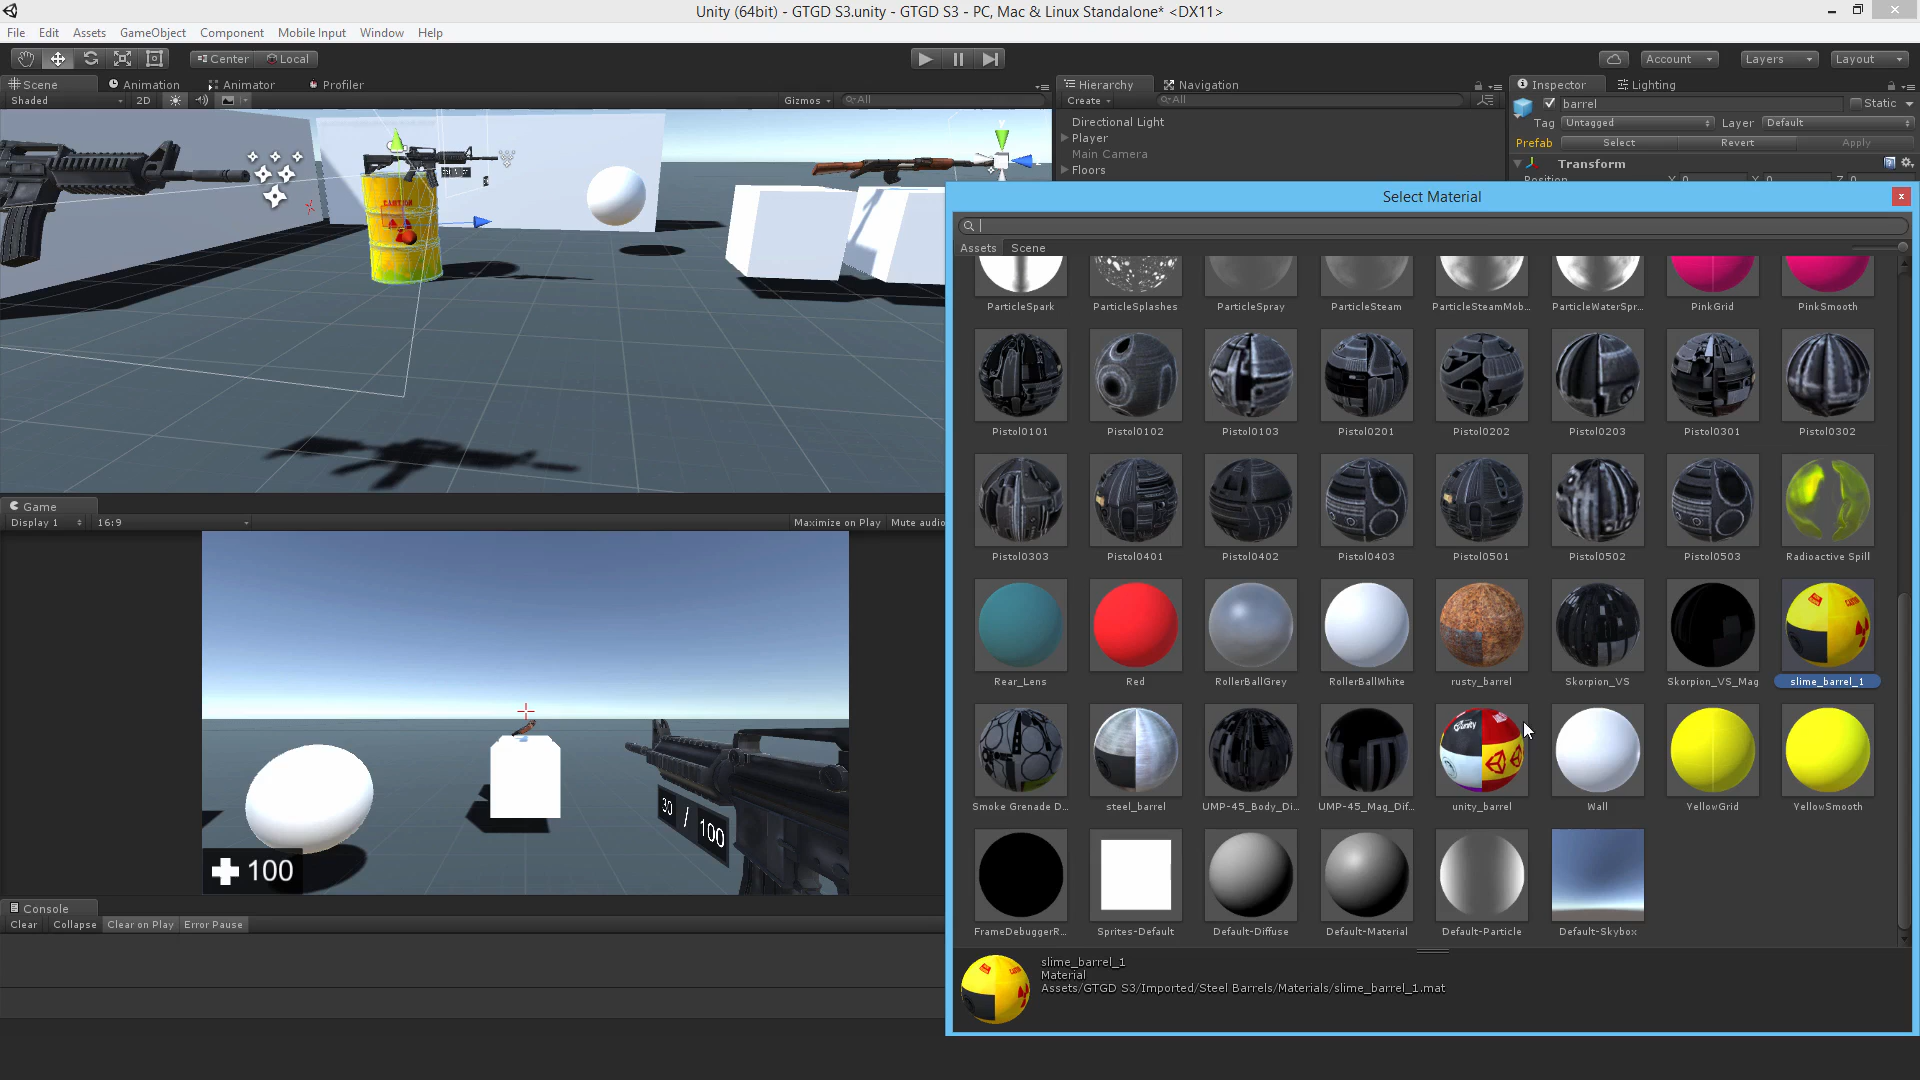 Unity (64bit) - GTGD S3.unity - GTGD S3 - PC, Mac & Linux Standalone* <DX11>
File Edit Assets GameObject Component Mobile Input Window Help
Center Local Account Layers Layout
Scene Animation Animator Profiler Hierarchy Navigation Inspector Lighting
Shaded 2D Gizmos All Create All
barrel Static
Tag Untagged Layer Default
Prefab Select Revert Apply
Transform
Directional Light
Player
Main Camera
Floors
CAUTION
Select Material
Assets Scene
ParticleSpark ParticleSplashes ParticleSpray ParticleSteam ParticleSteamMob... ParticleWaterSpr... PinkGrid PinkSmooth
Pistol0101 Pistol0102 Pistol0103 Pistol0201 Pistol0202 Pistol0203 Pistol0301 Pistol0302
Pistol0303 Pistol0401 Pistol0402 Pistol0403 Pistol0501 Pistol0502 Pistol0503 Radioactive Spill
Rear_Lens Red RollerBallGrey RollerBallWhite rusty_barrel Skorpion_VS Skorpion_VS_Mag slime_barrel_1
unity
Smoke Grenade D... steel_barrel UMP-45_Body_Di... UMP-45_Mag_Dif... unity_barrel Wall YellowGrid YellowSmooth
FrameDebuggerR... Sprites-Default Default-Diffuse Default-Material Default-Particle Default-Skybox
slime_barrel_1
Material
Assets/GTGD S3/Imported/Steel Barrels/Materials/slime_barrel_1.mat
Game
Display 1 16:9 Maximize on Play Mute audio
30 / 100
100
Console
Clear Collapse Clear on Play Error Pause